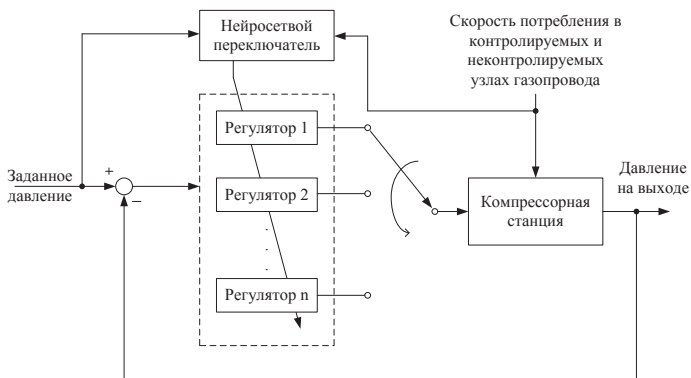 Нейросетвой
переключатель
Скорость потребления в
контролируемых и
неконтролируемых
узлах газопровода
Регулятор 1
Заданное
давление
+
−
Регулятор 2
.
.
.
Регулятор n
Компрессорная
станция
Давление
на выходе